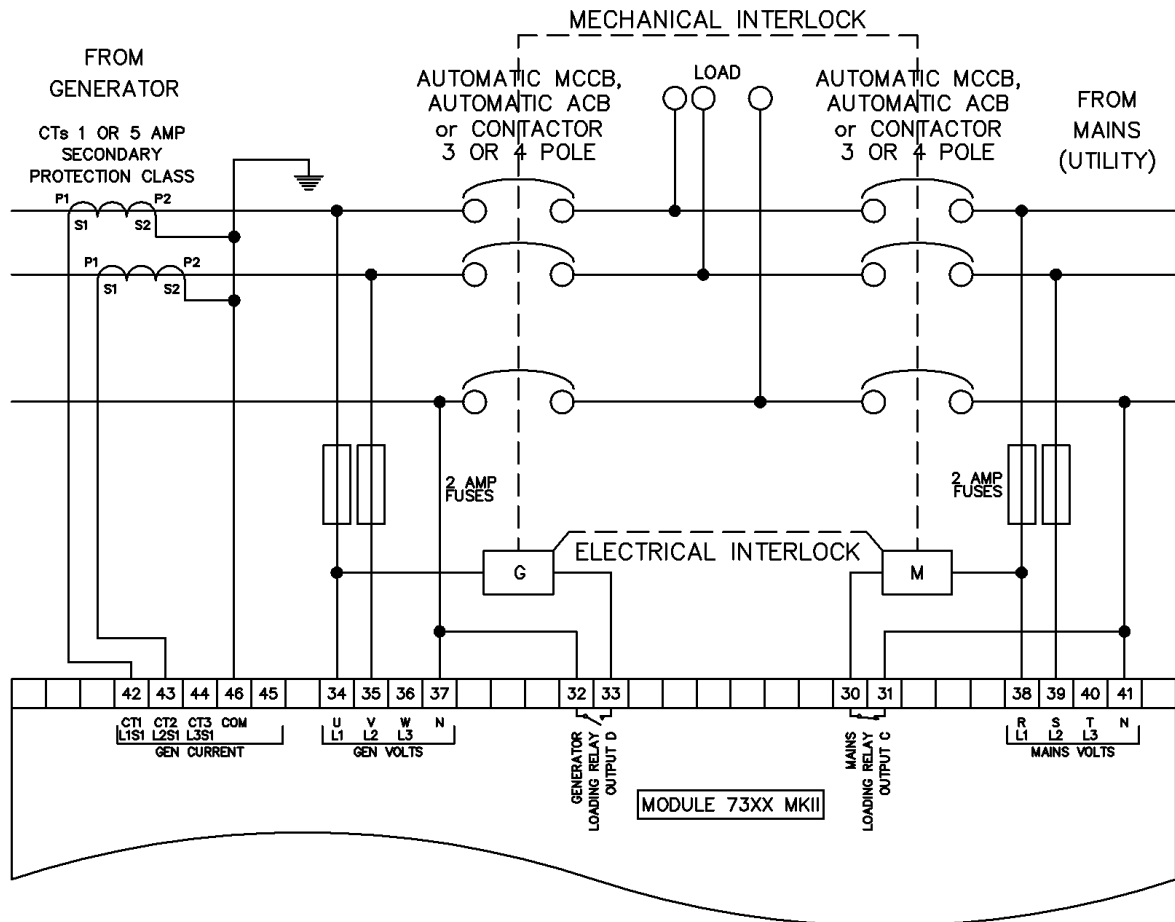 MECHANICAL INTERLOCK
FROM
GENERATOR
CTs 1 OR 5 AMP
SECONDARY
PROTECTION CLASS
AUTOMATIC MCCB,
AUTOMATIC ACB
or CONTACTOR
3 OR 4 POLE
LOAD
AUTOMATIC MCCB,
AUTOMATIC ACB
or CONTACTOR
3 OR 4 POLE
FROM
MAINS
(UTILITY)
P1 P2
S1 S2
P1 P2
S1 S2
2 AMP
FUSES
2 AMP
FUSES
ELECTRICAL INTERLOCK
G
M
42 43 44 46 45 34 35 36 37 32 33 30 31 38 39 40 41
CT1 CT2 CT3 COM
L1S1 L2S1 L3S1
GEN CURRENT
U V W N
L1 L2 L3
GEN VOLTS
GENERATOR
LOADING RELAY
OUTPUT D
MAINS
LOADING RELAY
OUTPUT C
R S T N
L1 L2 L3
MAINS VOLTS
MODULE 73XX MKII